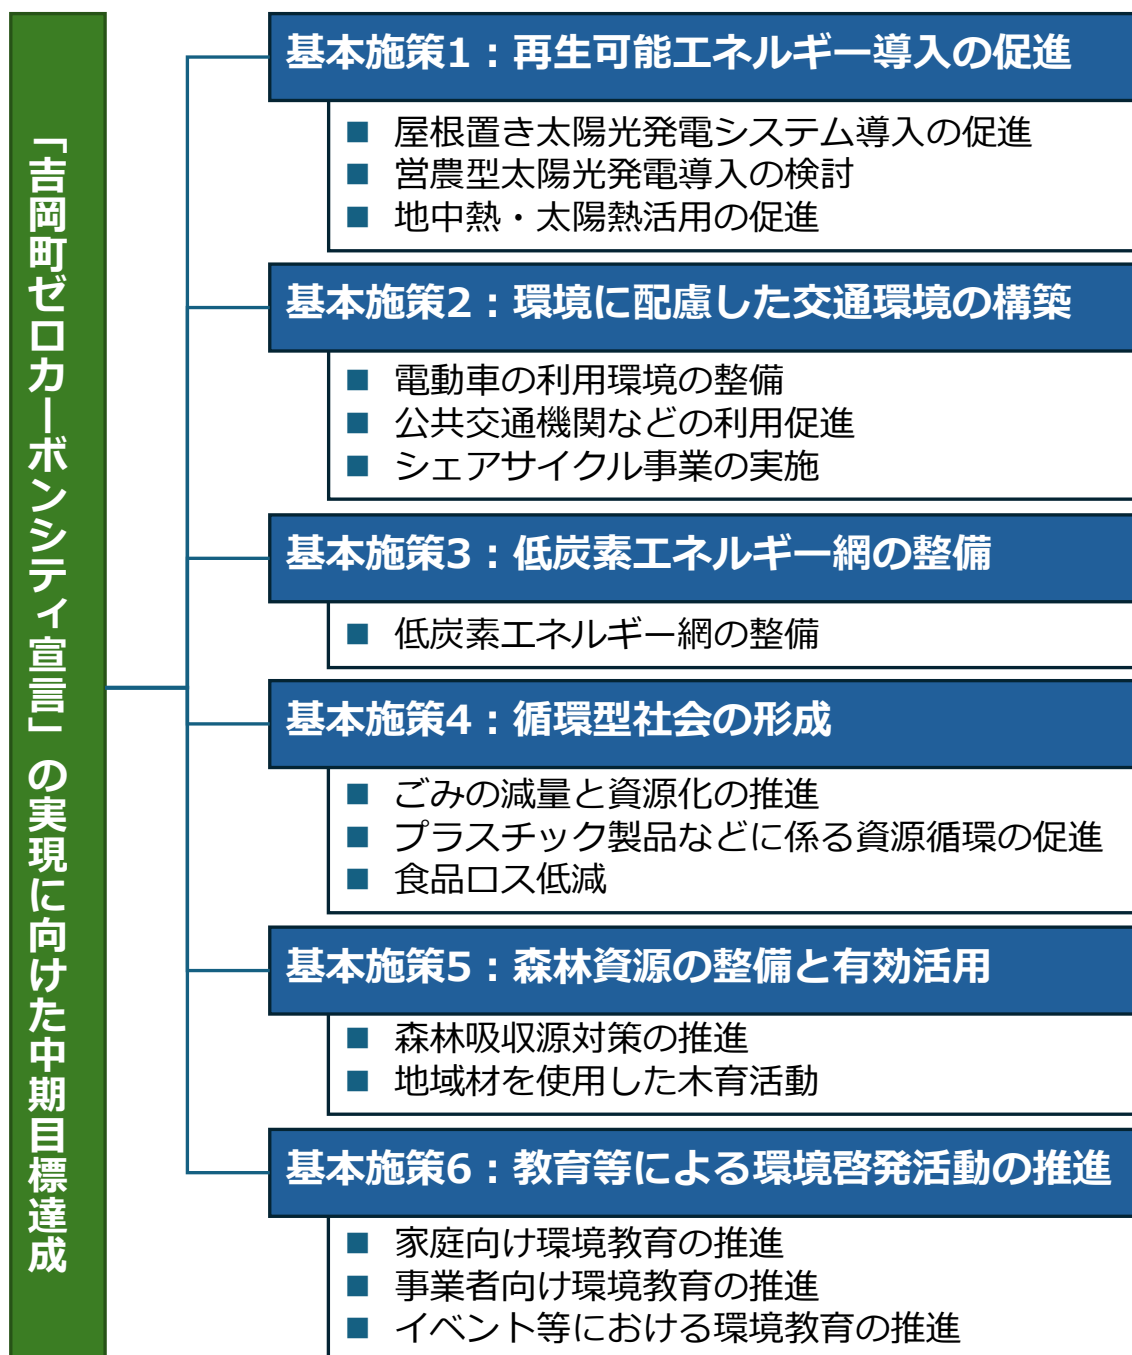 「吉岡町ゼロカーボンシティ宣言」の実現に向けた中期目標達成
基本施策1：再生可能エネルギー導入の促進
■ 屋根置き太陽光発電システム導入の促進
■ 営農型太陽光発電導入の検討
■ 地中熱・太陽熱活用の促進
基本施策2：環境に配慮した交通環境の構築
■ 電動車の利用環境の整備
■ 公共交通機関などの利用促進
■ シェアサイクル事業の実施
基本施策3：低炭素エネルギー網の整備
■ 低炭素エネルギー網の整備
基本施策4：循環型社会の形成
■ ごみの減量と資源化の推進
■ プラスチック製品などに係る資源循環の促進
■ 食品ロス低減
基本施策5：森林資源の整備と有効活用
■ 森林吸収源対策の推進
■ 地域材を使用した木育活動
基本施策6：教育等による環境啓発活動の推進
■ 家庭向け環境教育の推進
■ 事業者向け環境教育の推進
■ イベント等における環境教育の推進